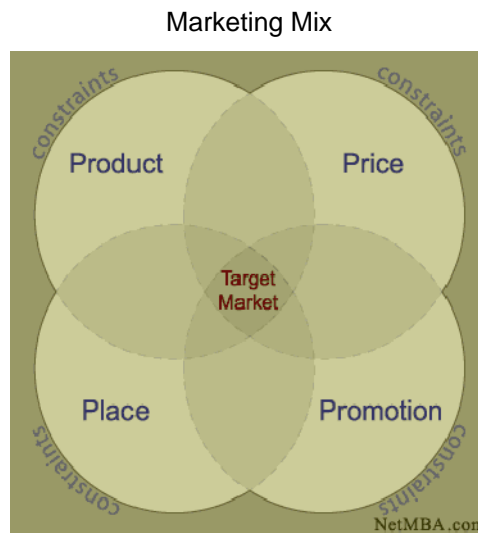 Marketing Mix
constraints
constraints
Product
Price
Target
Market
Place
Promotion
constraints
constraints
NetMBA.com